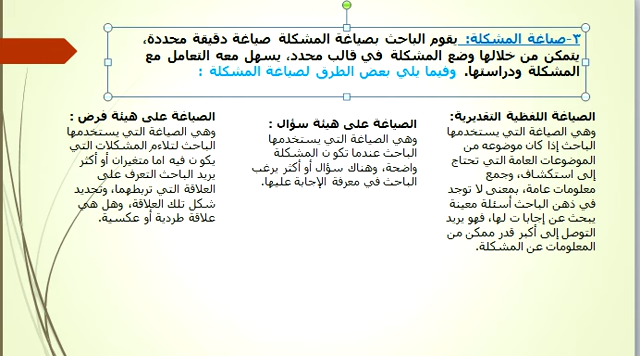 ٣-صياغة المشكلة: يقوم الباحث بصياغة المشكلة صياغة دقيقة محددة،
يتمكن من خلالها وضع المشكلة في قالب محدد، يسهل معه التعامل مع
المشكلة ودراستها. وفيما يلي بعض الطرق لصياغة المشكلة :
الصياغة اللفظية التقديرية:
وهي الصياغة التي يستخدمها
الباحث إذا كان موضوعه من
الموضوعات العامة التي تحتاج
إلى استكشاف، وجمع
معلومات عامة، بمعنى لا توجد
في ذهن الباحث أسئلة معينة
يبحث عن إجابا ت لها، فهو يريد
التوصل إلى أكبر قدر ممكن من
المعلومات عن المشكلة.
الصياغة على هيئة سؤال :
وهي الصياغة التي يستخدمها
الباحث عندما تكو ن المشكلة
واضحة، وهناك سؤال أو أكثر يرغب
الباحث في معرفة الإجابة عليها.
الصياغة على هيئة فرض :
وهي الصياغة التي يستخدمها
الباحث لتلاءم المشكلات التي
يكو ن فيه اما متغيران أو أكثر
يريد الباحث التعرف على
العلاقة التي تربطهما، وتحديد
شكل تلك العلاقة، وهل هي
علاقة طردية أو عكسية.